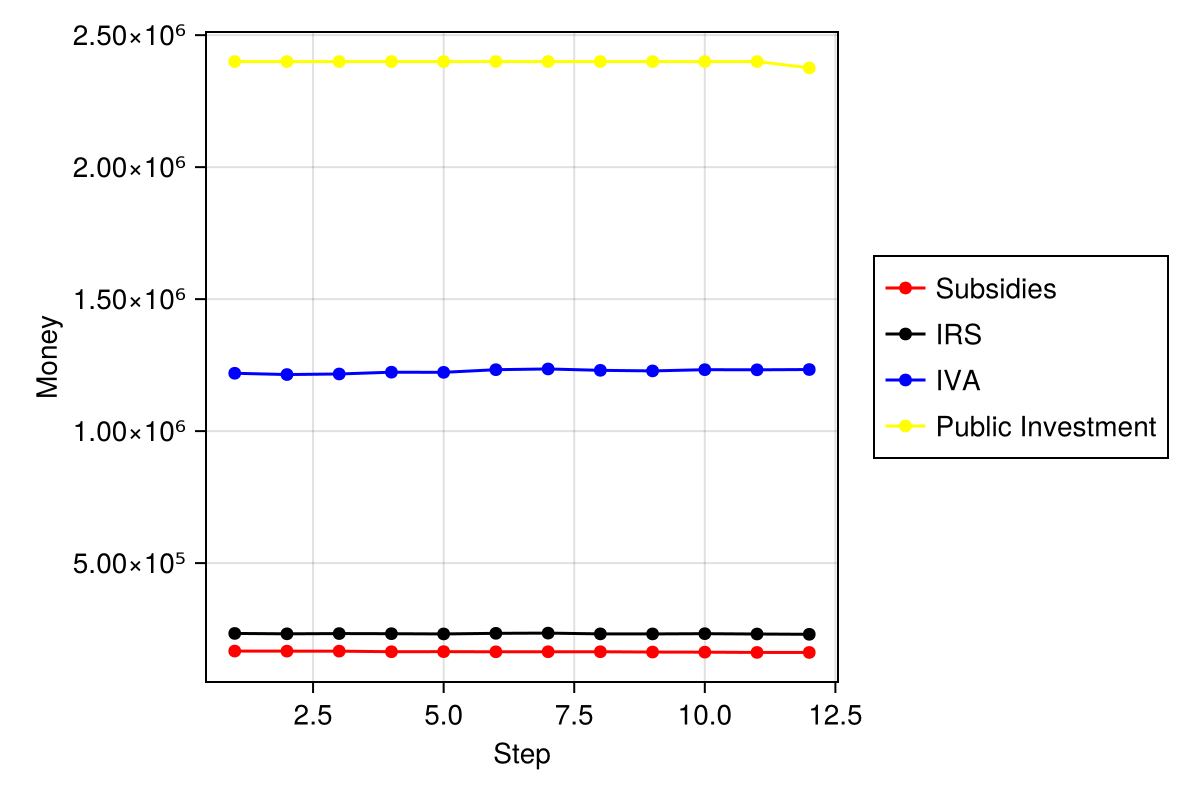 2.50×10⁶
2.00×10⁶
1.50×10⁶
1.00×10⁶
5.00×10⁵
Money
2.5 5.0 7.5 10.0 12.5
Step
Subsidies
IRS
IVA
Public Investment